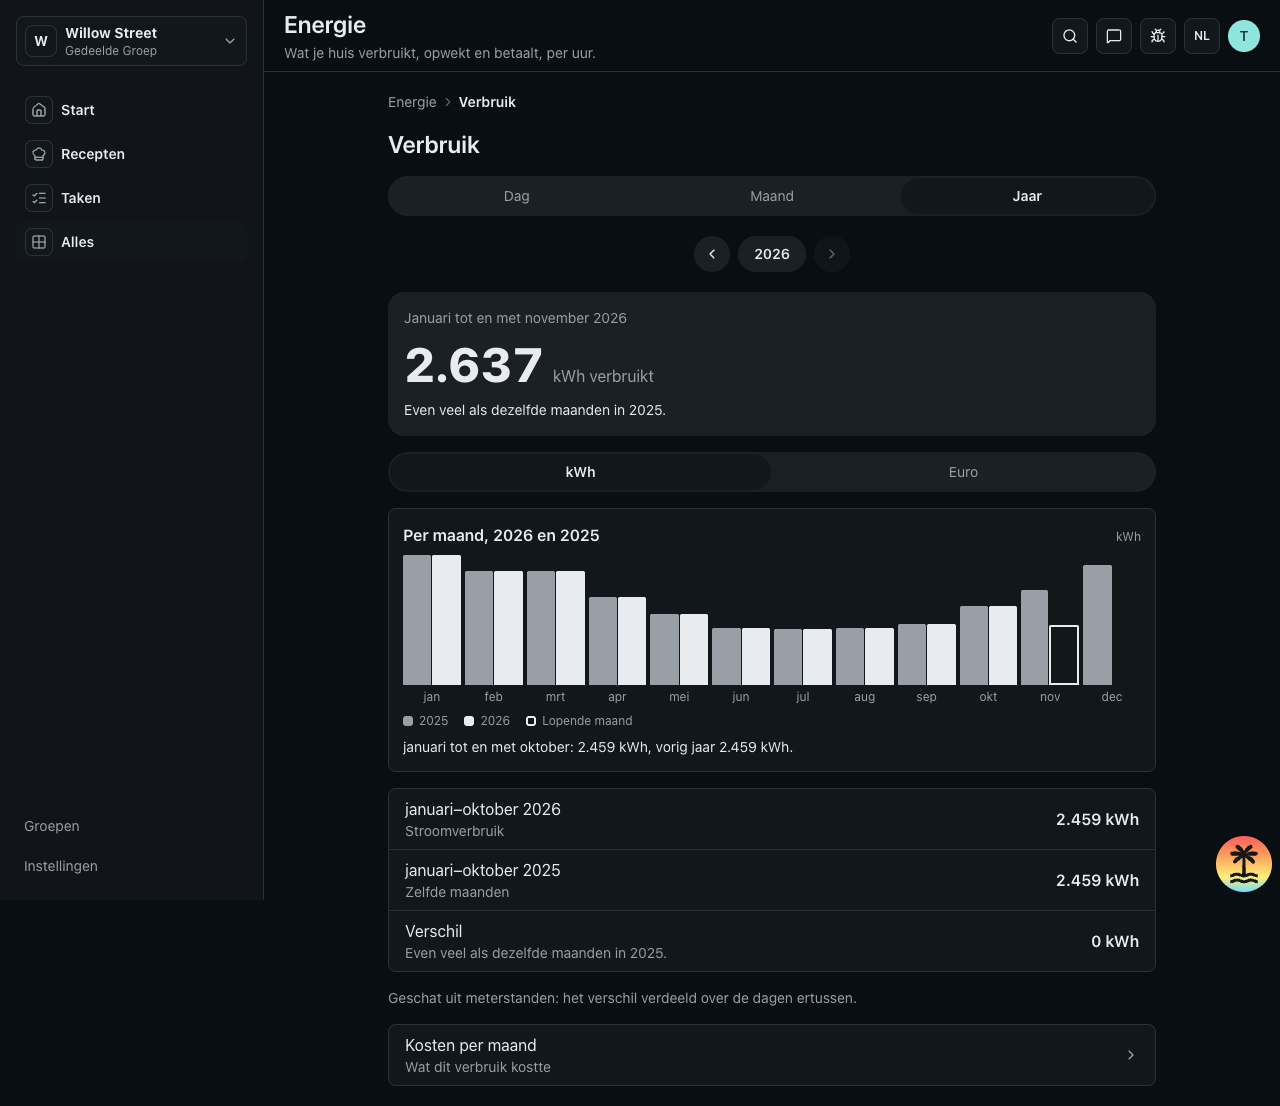 W
Willow Street
Gedeelde Groep
Start
Recepten
Taken
Alles
Groepen
Instellingen
Energie
Wat je huis verbruikt, opwekt en betaalt, per uur.
NL
T
Energie
Verbruik
Verbruik
Dag
Maand
Jaar
2026
Januari tot en met november 2026
2.637 kWh verbruikt
Even veel als dezelfde maanden in 2025.
kWh
Euro
Per maand, 2026 en 2025
kWh
jan feb mrt apr mei jun jul aug sep okt nov dec
2025 2026 Lopende maand
januari tot en met oktober: 2.459 kWh, vorig jaar 2.459 kWh.
januari–oktober 2026
Stroomverbruik
2.459 kWh
januari–oktober 2025
Zelfde maanden
2.459 kWh
Verschil
Even veel als dezelfde maanden in 2025.
0 kWh
Geschat uit meterstanden: het verschil verdeeld over de dagen ertussen.
Kosten per maand
Wat dit verbruik kostte